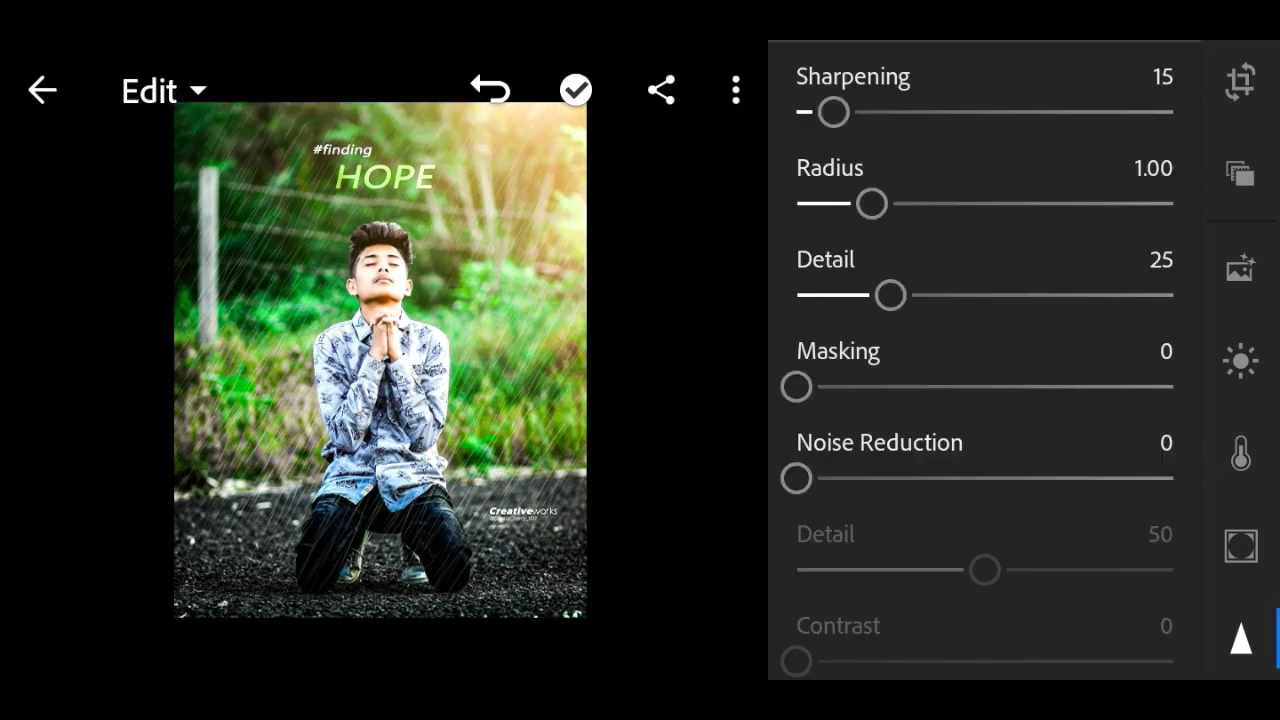 Edit
#finding
HOPE
Creativeworks
Sharpening 15
Radius 1.00
Detail 25
Masking 0
Noise Reduction 0
Detail 50
Contrast 0